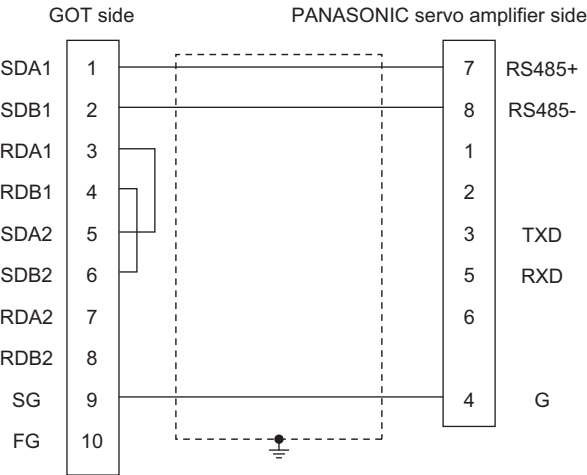 GOT side PANASONIC servo amplifier side
SDA1 1 7 RS485+
SDB1 2 8 RS485-
RDA1 3 1
RDB1 4 2
SDA2 5 3 TXD
SDB2 6 5 RXD
RDA2 7 6
RDB2 8
SG 9 4 G
FG 10